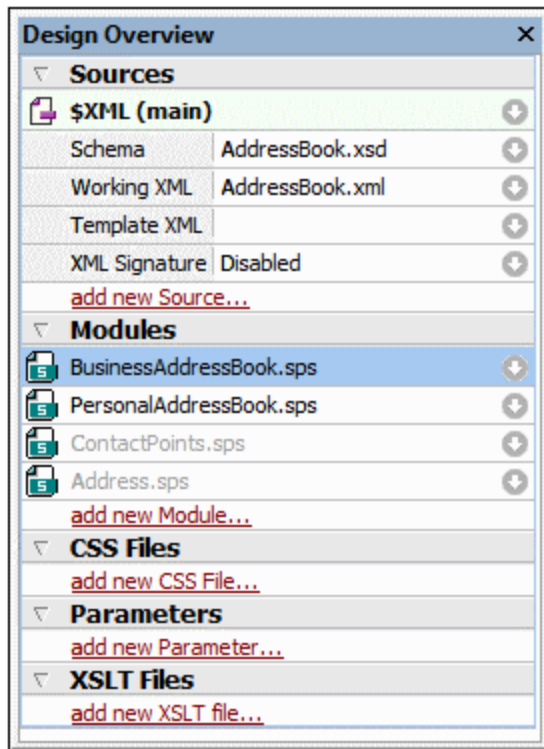 Design Overview
Sources
$XML (main)
Schema AddressBook.xsd
Working XML AddressBook.xml
Template XML
XML Signature Disabled
add new Source...
Modules
BusinessAddressBook.sps
PersonalAddressBook.sps
ContactPoints.sps
Address.sps
add new Module...
CSS Files
add new CSS File...
Parameters
add new Parameter...
XSLT Files
add new XSLT file...